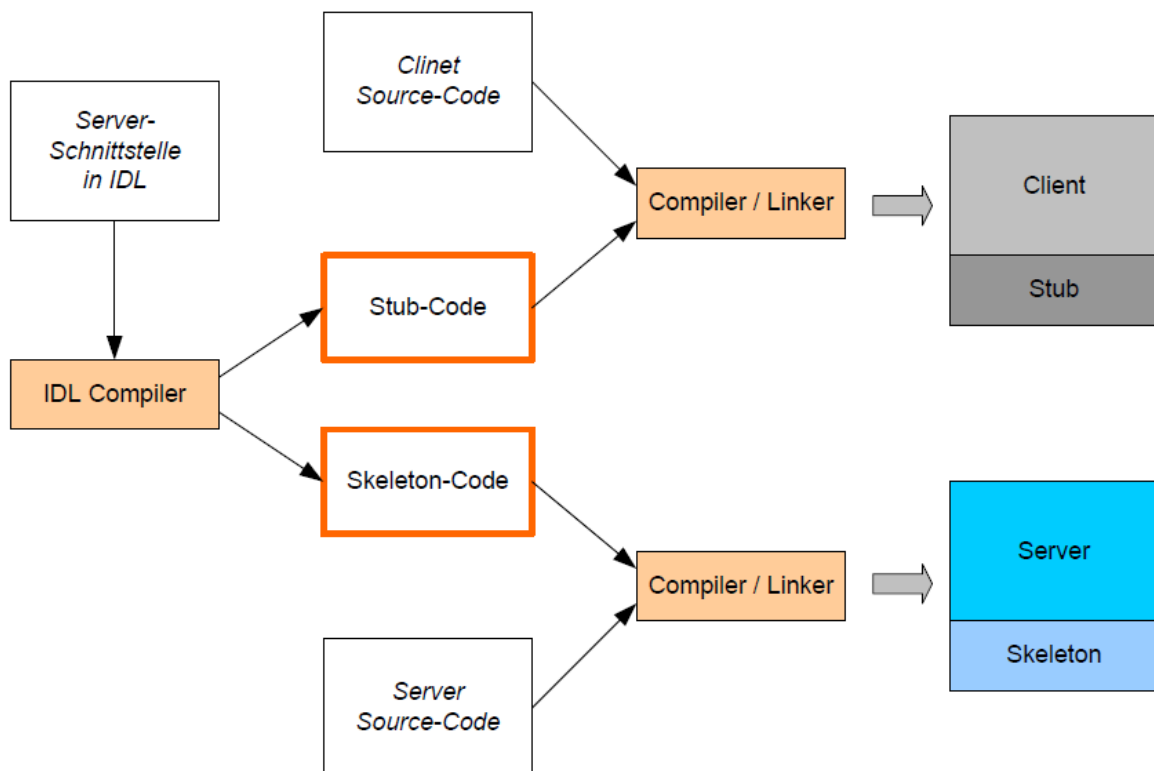 Clinet
Source-Code
Server-
Schnittstelle
in IDL
Compiler / Linker
Client
Stub-Code
Stub
IDL Compiler
Skeleton-Code
Server
Compiler / Linker
Skeleton
Server
Source-Code